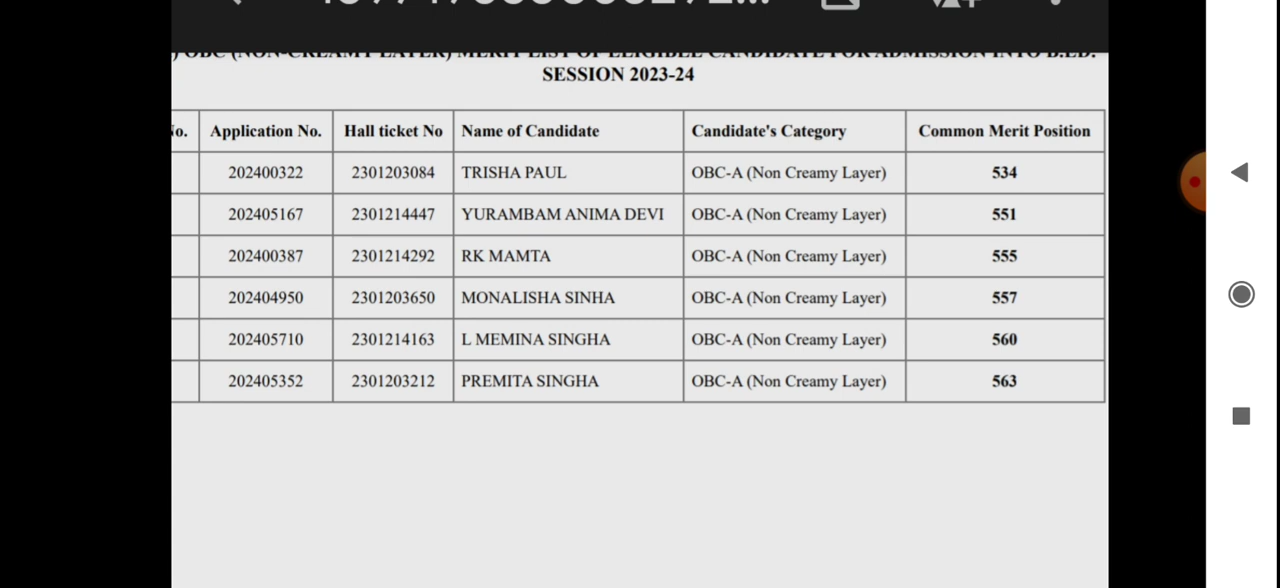 OBC (NON-CREAMY LAYER) MERIT LIST OF ELIGIBLE CANDIDATE FOR ADMISSION INTO B.ED.
SESSION 2023-24
No. Application No. Hall ticket No Name of Candidate Candidate's Category Common Merit Position
202400322 2301203084 TRISHA PAUL OBC-A (Non Creamy Layer) 534
202405167 2301214447 YURAMBAM ANIMA DEVI OBC-A (Non Creamy Layer) 551
202400387 2301214292 RK MAMTA OBC-A (Non Creamy Layer) 555
202404950 2301203650 MONALISHA SINHA OBC-A (Non Creamy Layer) 557
202405710 2301214163 L MEMINA SINGHA OBC-A (Non Creamy Layer) 560
202405352 2301203212 PREMITA SINGHA OBC-A (Non Creamy Layer) 563